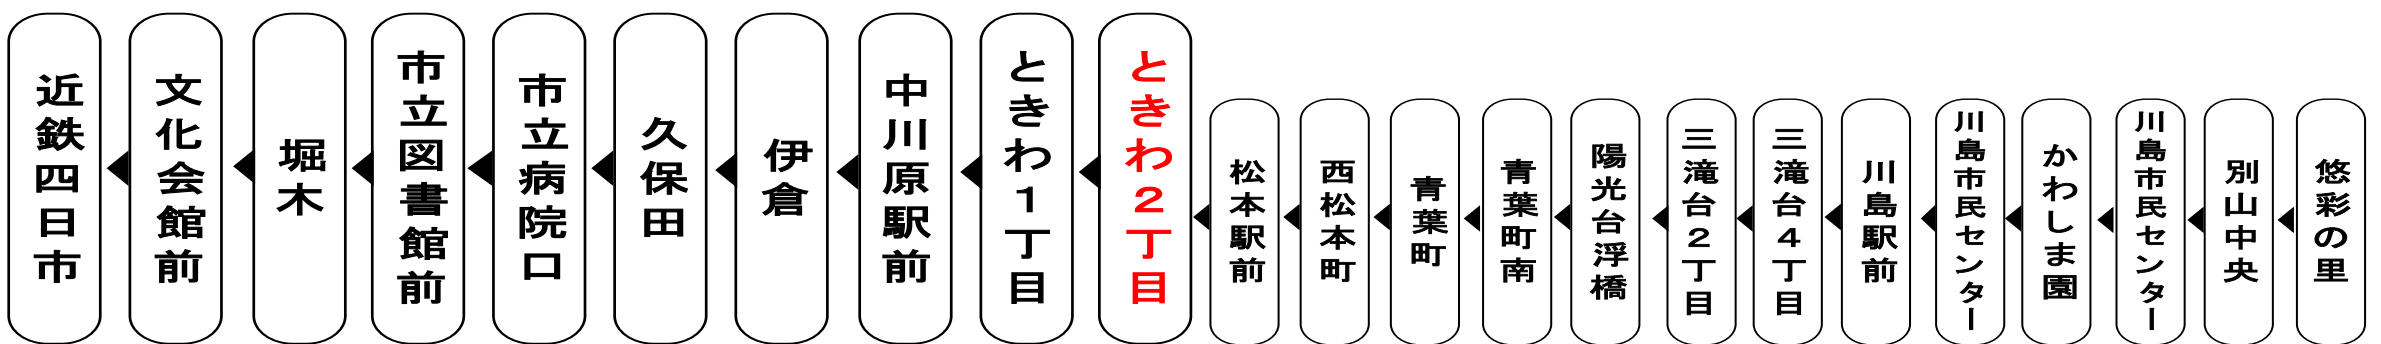 近鉄四日市
文化会館前
堀木
市立図書館前
市立病院口
久保田
伊倉
中川原駅前
ときわ1丁目
ときわ2丁目
松本駅前
西松本町
青葉町
青葉町南
陽光台浮橋
三滝台2丁目
三滝台4丁目
川島駅前
川島市民センター
かわしま園
川島市民センター
別山中央
悠彩の里